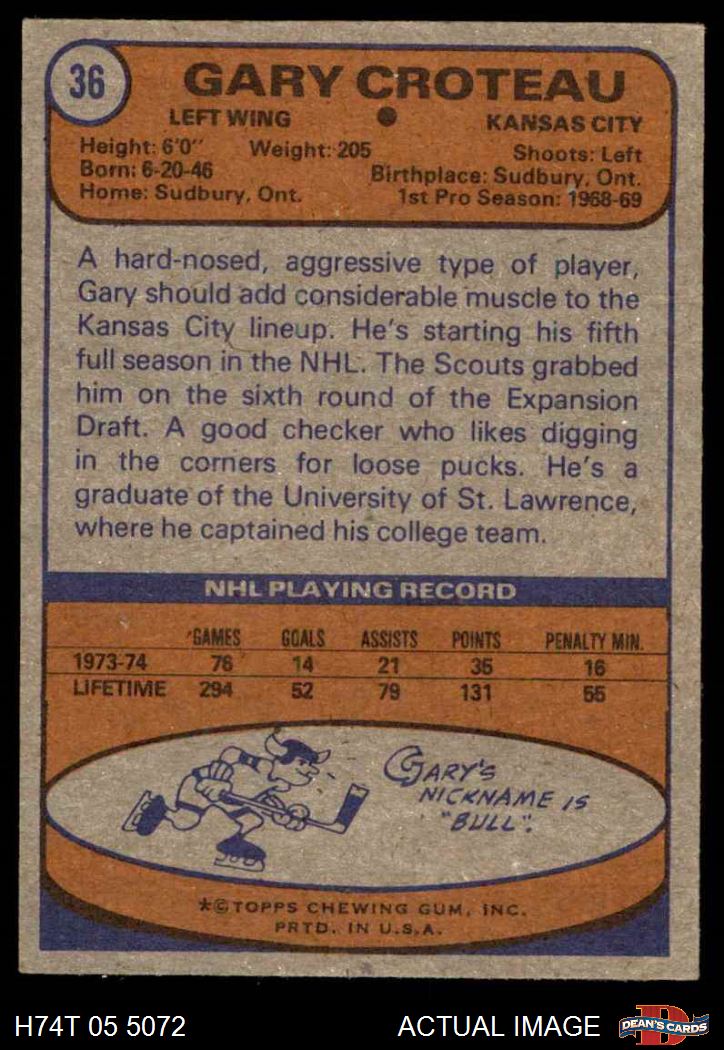 36
GARY CROTEAU
LEFT WING ● KANSAS CITY
Height: 6'0" Weight: 205 Shoots: Left
Born: 6-20-46 Birthplace: Sudbury, Ont.
Home: Sudbury, Ont. 1st Pro Season: 1968-69
A hard-nosed, aggressive type of player,
Gary should add considerable muscle to the
Kansas City lineup. He's starting his fifth
full season in the NHL. The Scouts grabbed
him on the sixth round of the Expansion
Draft. A good checker who likes digging
in the corners for loose pucks. He's a
graduate of the University of St. Lawrence,
where he captained his college team.
NHL PLAYING RECORD
GAMES GOALS ASSISTS POINTS PENALTY MIN.
1973-74 76 14 21 35 16
LIFETIME 294 52 79 131 55
GARY'S
NICKNAME IS
"BULL".
*©TOPPS CHEWING GUM, INC.
PRTD. IN U.S.A.
H74T 05 5072 ACTUAL IMAGE
D
DEAN'S CARDS